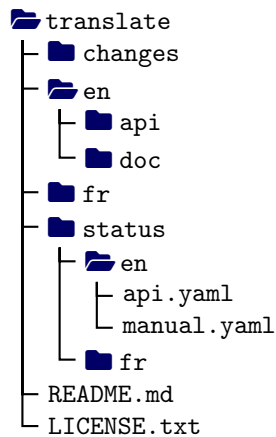 translate
changes
en
api
doc
fr
status
en
api.yaml
manual.yaml
fr
README.md
LICENSE.txt